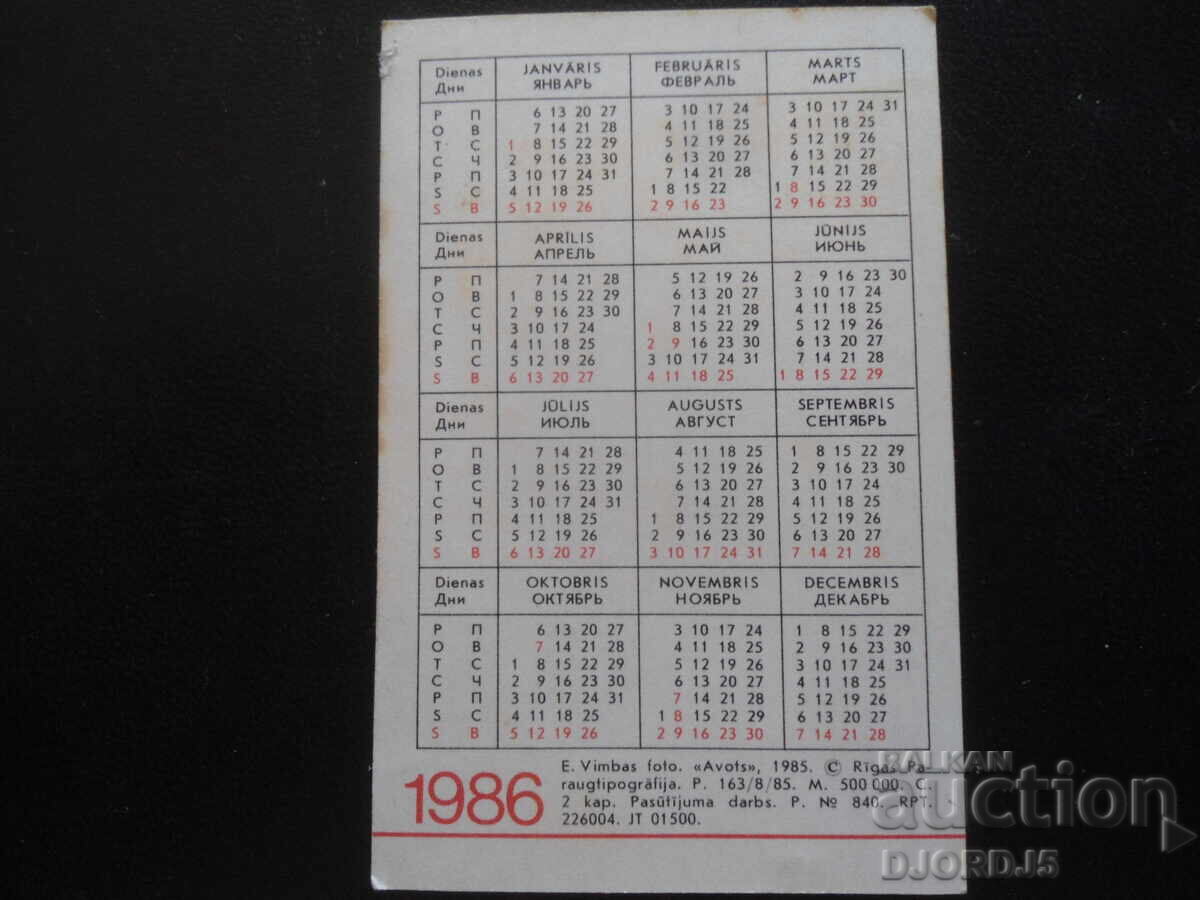 Dienas JANVĀRIS FEBRUĀRIS MARTS
Дни ЯНВАРЬ ФЕВРАЛЬ МАРТ
P П 6 13 20 27 3 10 17 24 3 10 17 24 31
O В 7 14 21 28 4 11 18 25 4 11 18 25
T С 1 8 15 22 29 5 12 19 26 5 12 19 26
C Ч 2 9 16 23 30 6 13 20 27 6 13 20 27
P П 3 10 17 24 31 7 14 21 28 7 14 21 28
S С 4 11 18 25 1 8 15 22 1 8 15 22 29
S В 5 12 19 26 2 9 16 23 2 9 16 23 30
Dienas APRĪLIS MAIJS JŪNIJS
Дни АПРЕЛЬ МАЙ ИЮНЬ
P П 7 14 21 28 5 12 19 26 2 9 16 23 30
O В 1 8 15 22 29 6 13 20 27 3 10 17 24
T С 2 9 16 23 30 7 14 21 28 4 11 18 25
C Ч 3 10 17 24 1 8 15 22 29 5 12 19 26
P П 4 11 18 25 2 9 16 23 30 6 13 20 27
S С 5 12 19 26 3 10 17 24 31 7 14 21 28
S В 6 13 20 27 4 11 18 25 1 8 15 22 29
Dienas JŪLIJS AUGUSTS SEPTEMBRIS
Дни ИЮЛЬ АВГУСТ СЕНТЯБРЬ
P П 7 14 21 28 4 11 18 25 1 8 15 22 29
O В 1 8 15 22 29 5 12 19 26 2 9 16 23 30
T С 2 9 16 23 30 6 13 20 27 3 10 17 24
C Ч 3 10 17 24 31 7 14 21 28 4 11 18 25
P П 4 11 18 25 1 8 15 22 29 5 12 19 26
S С 5 12 19 26 2 9 16 23 30 6 13 20 27
S В 6 13 20 27 3 10 17 24 31 7 14 21 28
Dienas OKTOBRIS NOVEMBRIS DECEMBRIS
Дни ОКТЯБРЬ НОЯБРЬ ДЕКАБРЬ
P П 6 13 20 27 3 10 17 24 1 8 15 22 29
O В 7 14 21 28 4 11 18 25 2 9 16 23 30
T С 1 8 15 22 29 5 12 19 26 3 10 17 24 31
C Ч 2 9 16 23 30 6 13 20 27 4 11 18 25
P П 3 10 17 24 31 7 14 21 28 5 12 19 26
S С 4 11 18 25 1 8 15 22 29 6 13 20 27
S В 5 12 19 26 2 9 16 23 30 7 14 21 28
1986
E. Vimbas foto. «Avots», 1985. © Rīgas Pa-
raugtipogrāfija. P. 163/8/85. M. 500 000. C.
2 kap. Pasūtījuma darbs. P. № 840. RPT.
226004. JT 01500.
BALKAN
auction
DJORDJ5